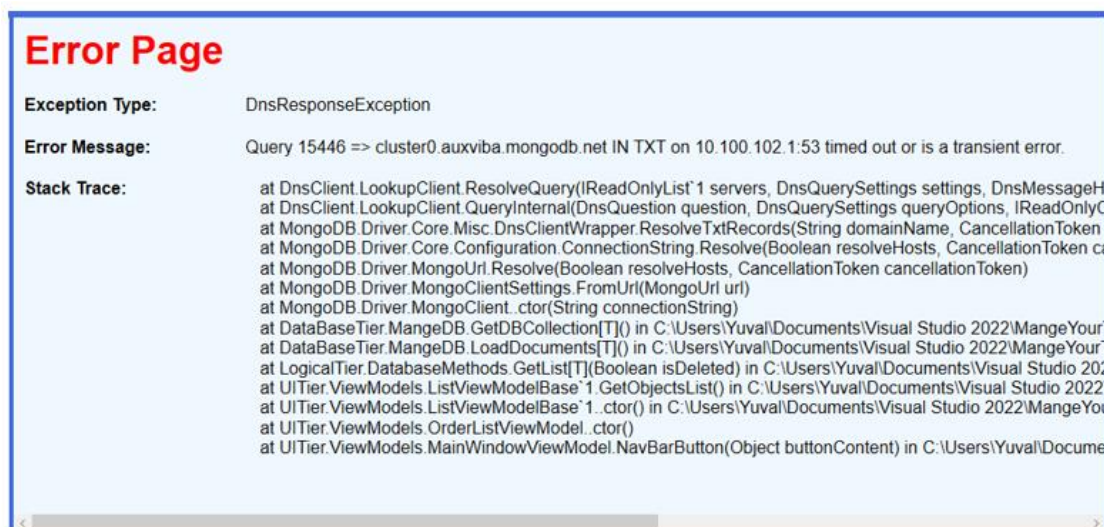 Error Page
Exception Type: DnsResponseException
Error Message: Query 15446 => cluster0.auxviba.mongodb.net IN TXT on 10.100.102.1:53 timed out or is a transient error.
Stack Trace: at DnsClient.LookupClient.ResolveQuery(IReadOnlyList`1 servers, DnsQuerySettings settings, DnsMessageH
at DnsClient.LookupClient.QueryInternal(DnsQuestion question, DnsQuerySettings queryOptions, IReadOnlyC
at MongoDB.Driver.Core.Misc.DnsClientWrapper.ResolveTxtRecords(String domainName, CancellationToken
at MongoDB.Driver.Core.Configuration.ConnectionString.Resolve(Boolean resolveHosts, CancellationToken ca
at MongoDB.Driver.MongoUrl.Resolve(Boolean resolveHosts, CancellationToken cancellationToken)
at MongoDB.Driver.MongoClientSettings.FromUrl(MongoUrl url)
at MongoDB.Driver.MongoClient..ctor(String connectionString)
at DataBaseTier.MangeDB.GetDBCollection[T]() in C:\Users\Yuval\Documents\Visual Studio 2022\MangeYour
at DataBaseTier.MangeDB.LoadDocuments[T]() in C:\Users\Yuval\Documents\Visual Studio 2022\MangeYour
at LogicalTier.DatabaseMethods.GetList[T](Boolean isDeleted) in C:\Users\Yuval\Documents\Visual Studio 202
at UITier.ViewModels.ListViewModelBase`1.GetObjectsList() in C:\Users\Yuval\Documents\Visual Studio 2022
at UITier.ViewModels.ListViewModelBase`1..ctor() in C:\Users\Yuval\Documents\Visual Studio 2022\MangeYou
at UITier.ViewModels.OrderListViewModel..ctor()
at UITier.ViewModels.MainWindowViewModel.NavBarButton(Object buttonContent) in C:\Users\Yuval\Docume